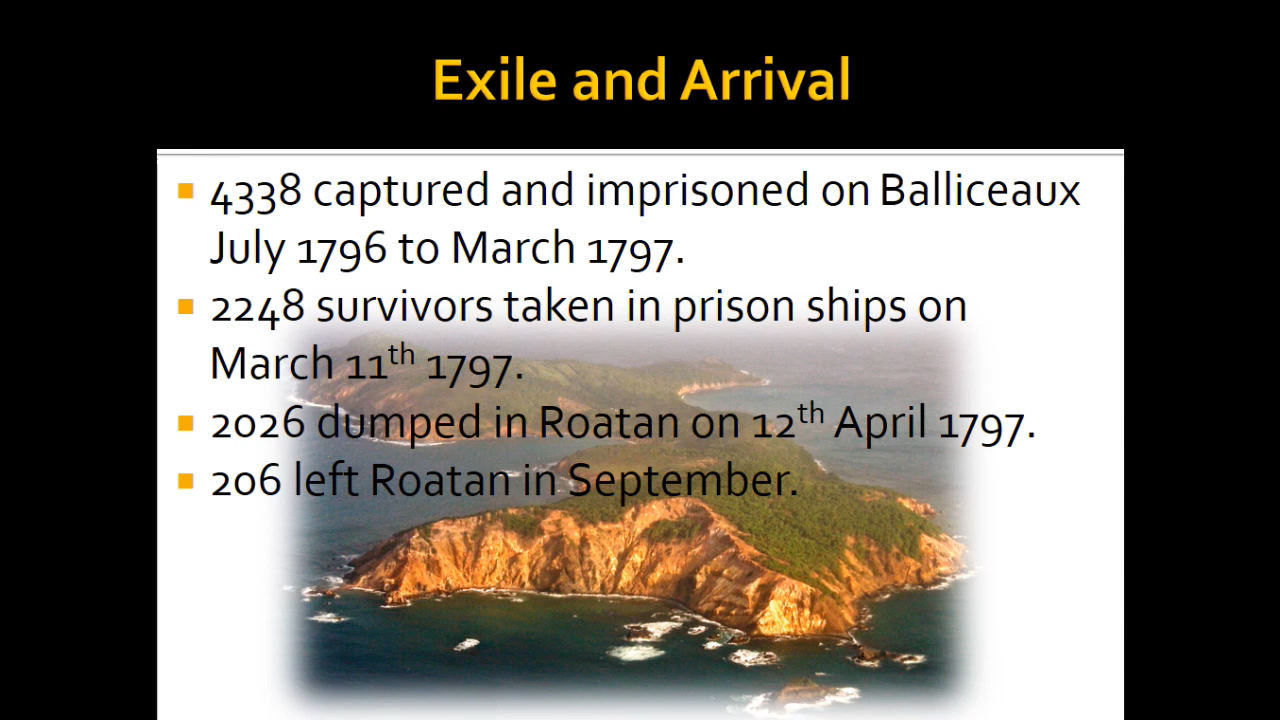 Exile and Arrival
▪ 4338 captured and imprisoned on Balliceaux
July 1796 to March 1797.
▪ 2248 survivors taken in prison ships on
March 11th 1797.
▪ 2026 dumped in Roatan on 12th April 1797.
▪ 206 left Roatan in September.